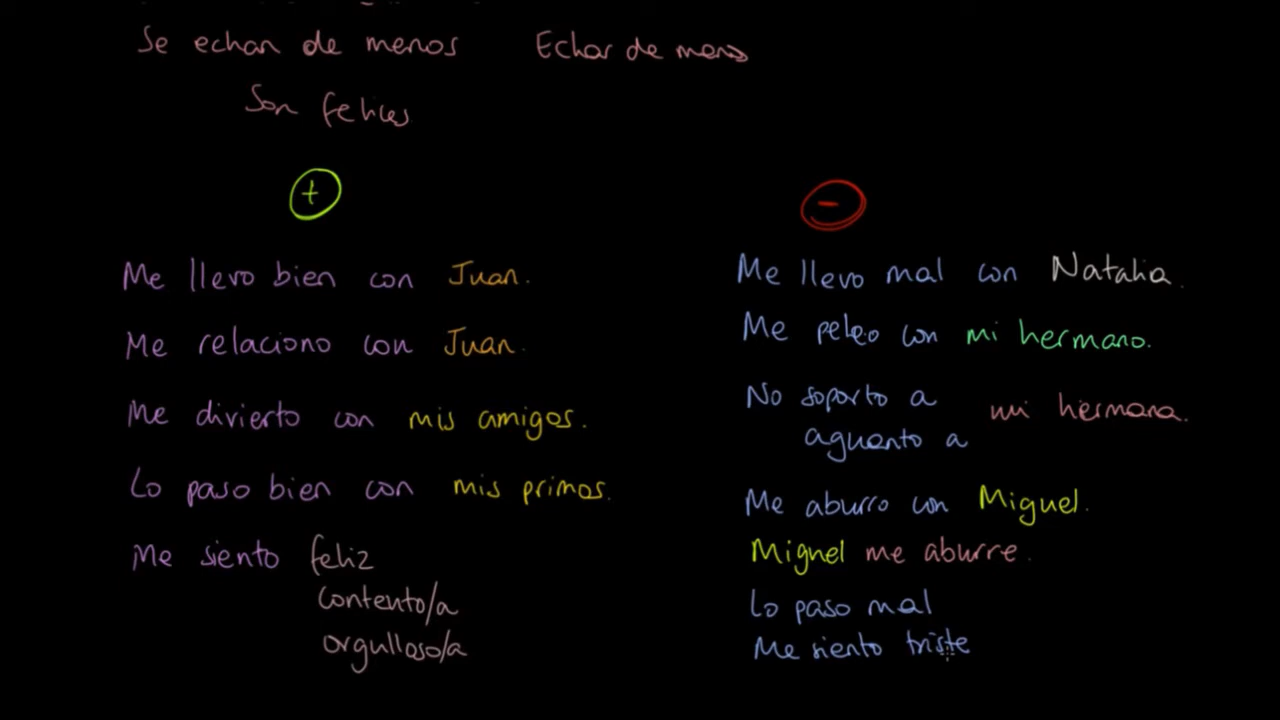 Se echan de menos Echar de menos
Son felices
+
-
Me llevo bien con Juan.
Me relaciono con Juan.
Me divierto con mis amigos.
Lo paso bien con mis primos.
Me siento feliz
contento/a
orgulloso/a
Me llevo mal con Natalia.
Me peleo con mi hermano.
No soporto a mi hermana.
aguanto a
Me aburro con Miguel.
Miguel me aburre.
Lo paso mal
Me siento triste